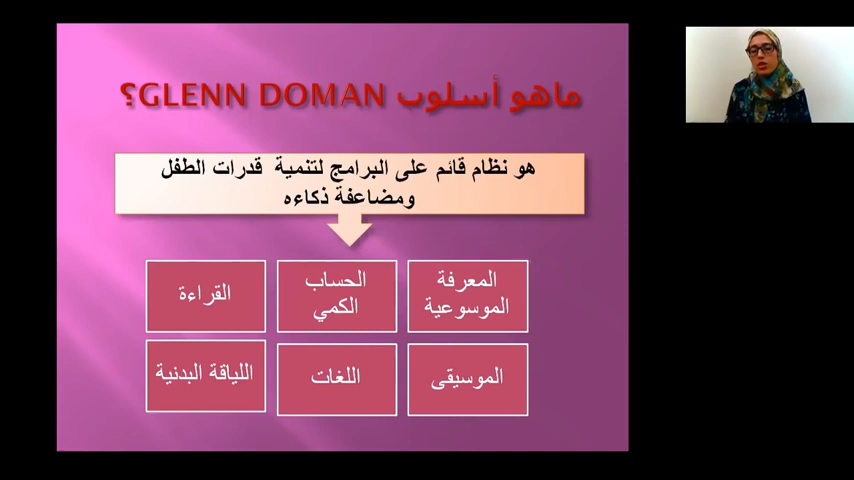 ماهو أسلوب GLENN DOMAN؟
هو نظام قائم على البرامج لتنمية قدرات الطفل
ومضاعفة ذكاءه
المعرفة
الموسوعية
الحساب
الكمي
القراءة
الموسيقى
اللغات
اللياقة البدنية